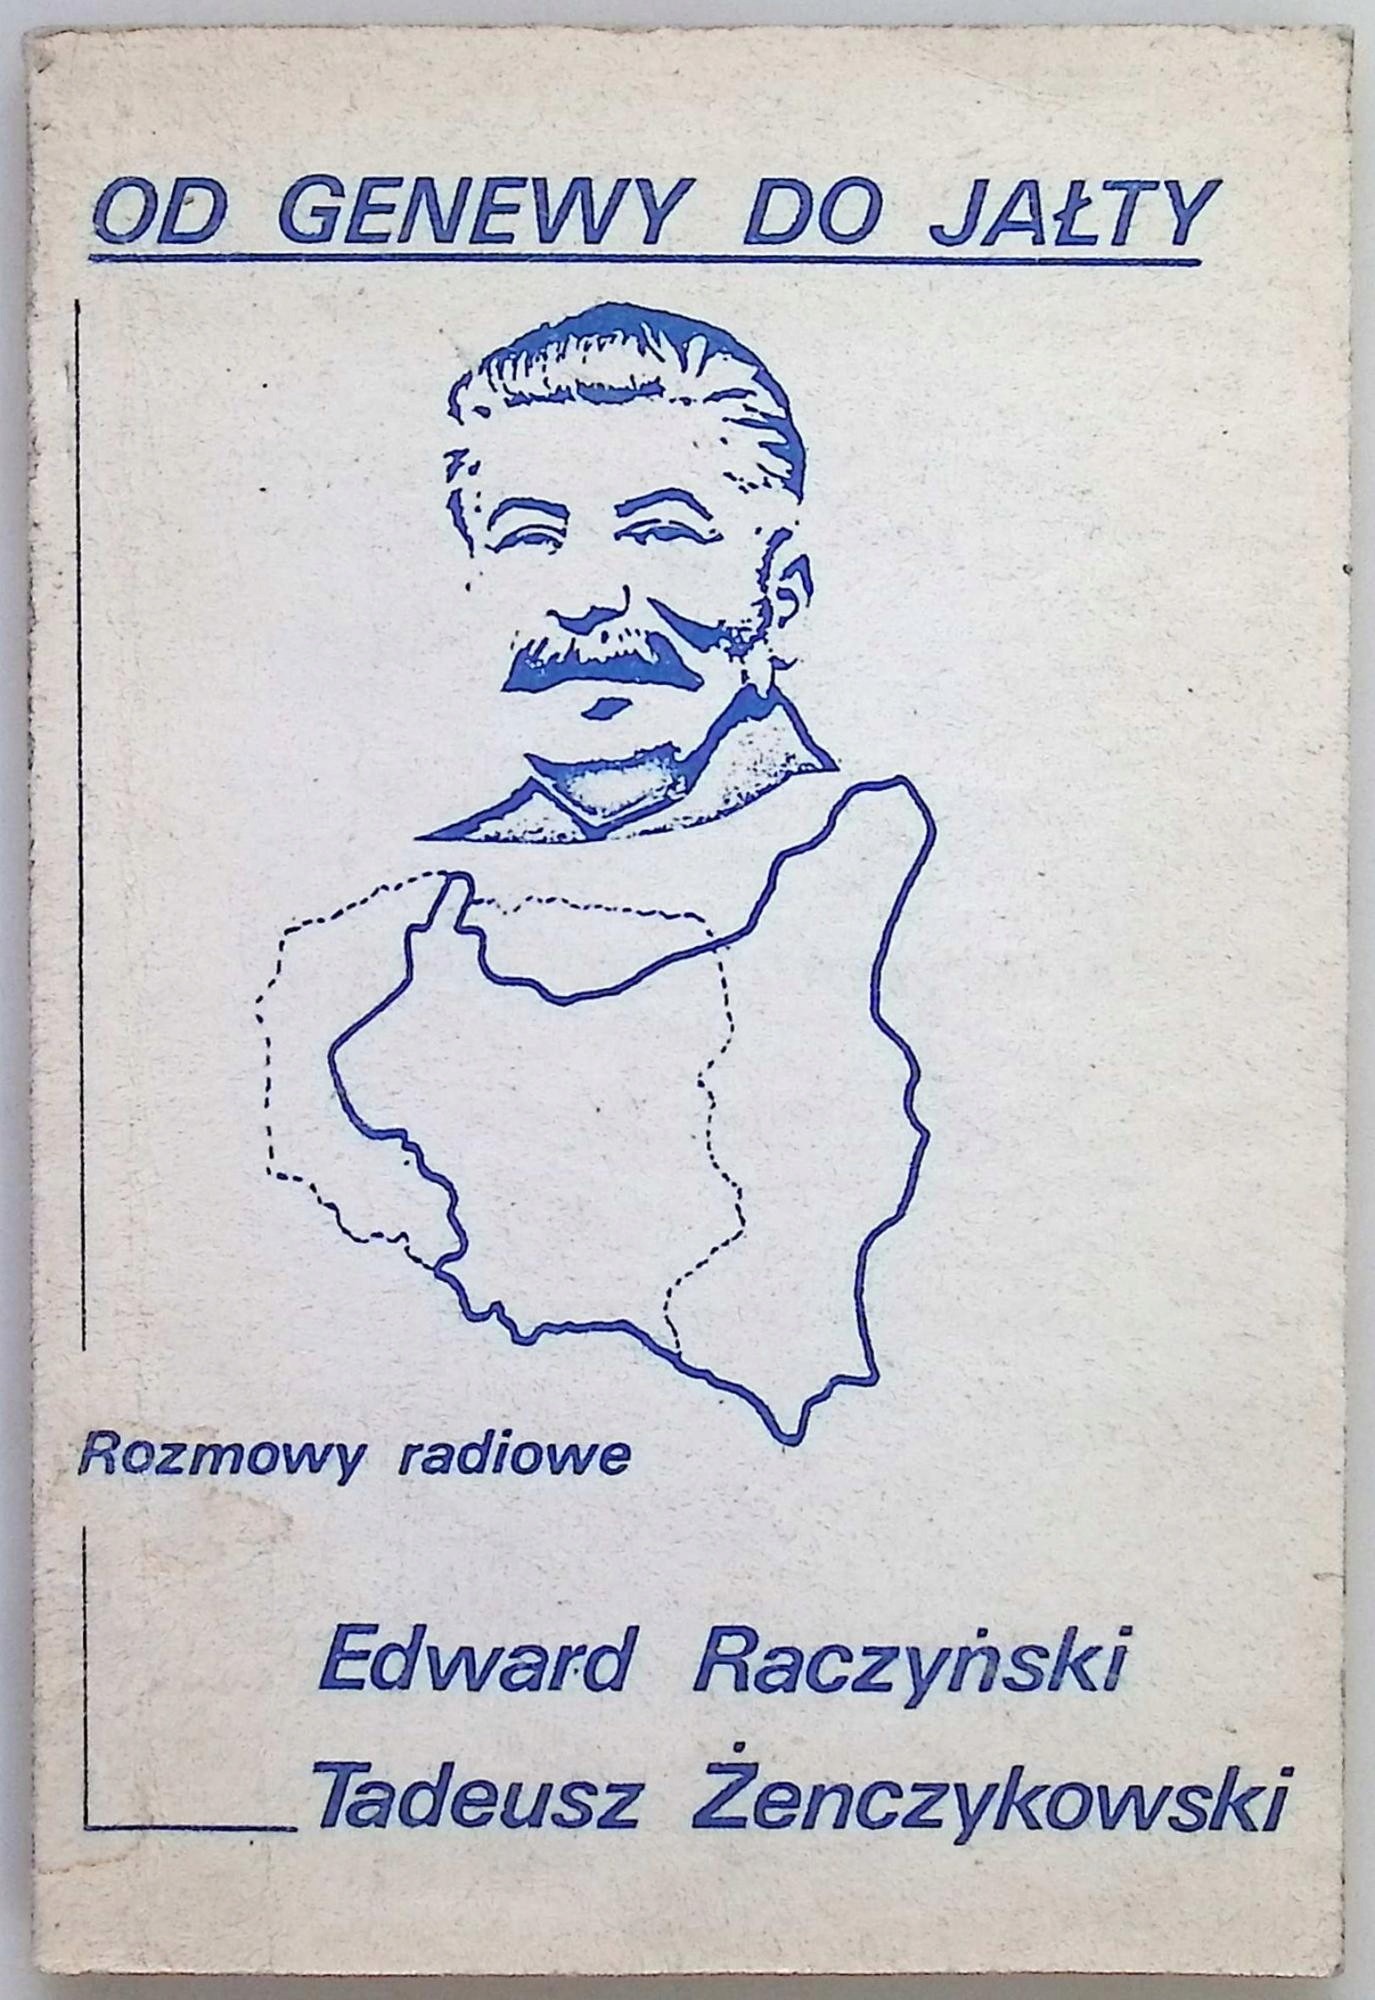 OD GENEWY DO JAŁTY
Rozmowy radiowe
Edward Raczyński
Tadeusz Żenczykowski